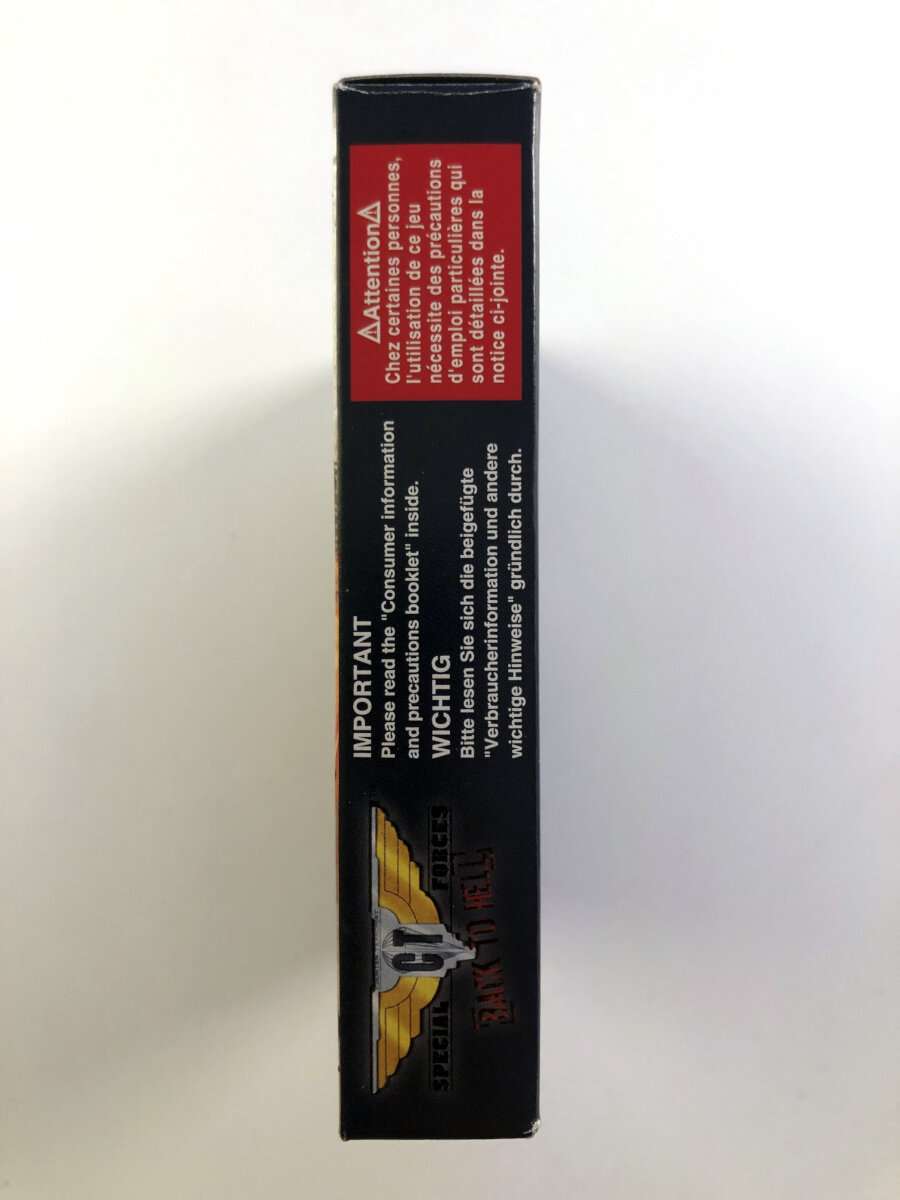 CT
SPECIAL FORCES
BACK TO HELL
IMPORTANT
Please read the "Consumer information
and precautions booklet" inside.
WICHTIG
Bitte lesen Sie sich die beigefügte
"Verbraucherinformation und andere
wichtige Hinweise" gründlich durch.
⚠Attention⚠
Chez certaines personnes,
l'utilisation de ce jeu
nécessite des précautions
d'emploi particulières qui
sont détaillées dans la
notice ci-jointe.